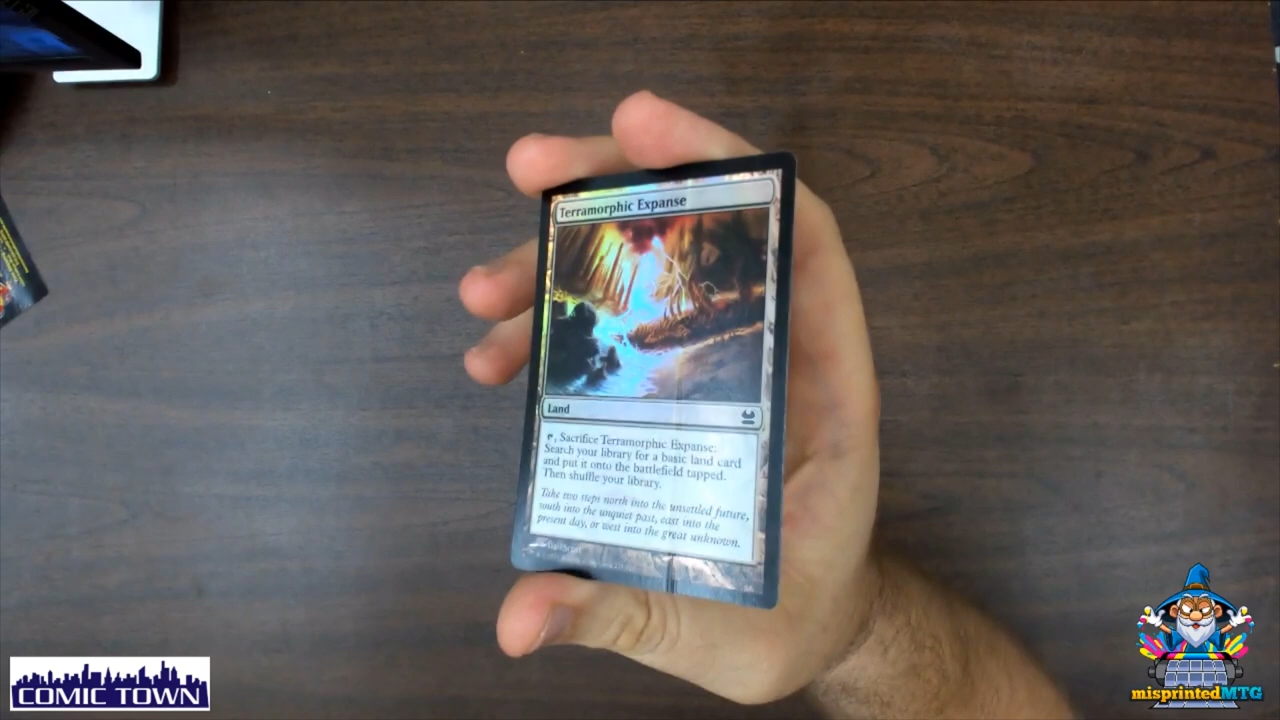 Terramorphic Expanse
Land
, Sacrifice Terramorphic Expanse:
Search your library for a basic land card
and put it onto the battlefield tapped.
Then shuffle your library.
Take two steps north into the unsettled future,
south into the unquiet past, east into the
present day, or west into the great unknown.
COMIC TOWN
misprintedMTG